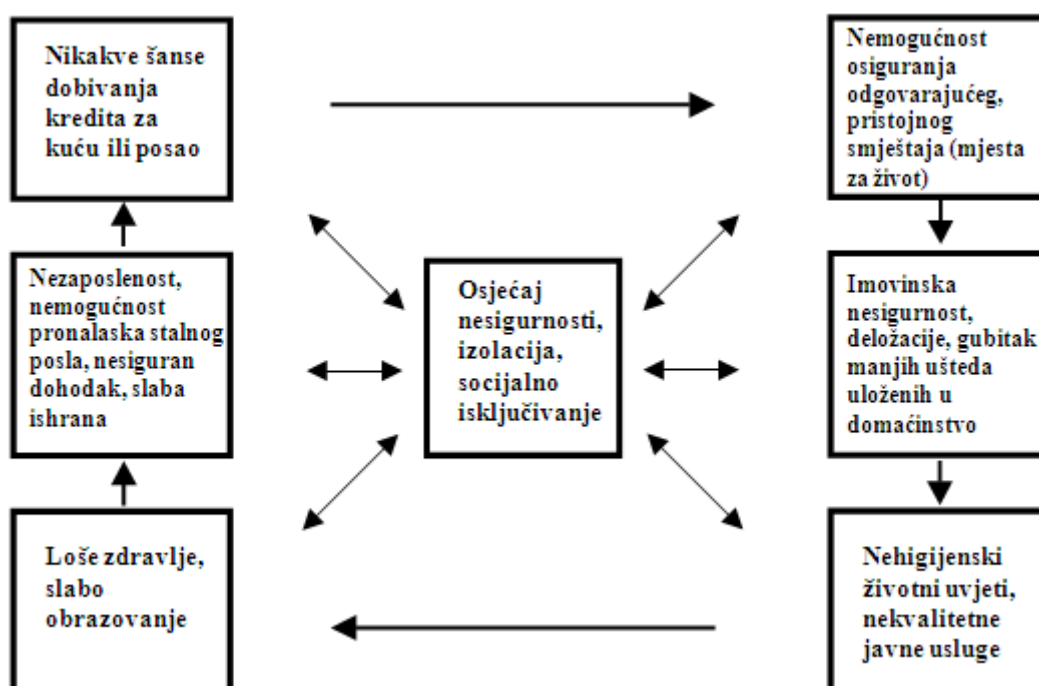 Nikakve šanse
dobivanja
kredita za
kuću ili posao
Nemogućnost
osiguranja
odgovarajućeg,
pristojnog
smještaja (mjesta
za život)
Nezaposlenost,
nemogućnost
pronalaska stalnog
posla, nesiguran
dohodak, slaba
ishrana
Osjećaj
nesigurnosti,
izolacija,
socijalno
isključivanje
Imovinska
nesigurnost,
deložacije, gubitak
manjih ušteda
uloženih u
domaćinstvo
Loše zdravlje,
slabo
obrazovanje
Nehigijenski
životni uvjeti,
nekvalitetne
javne usluge